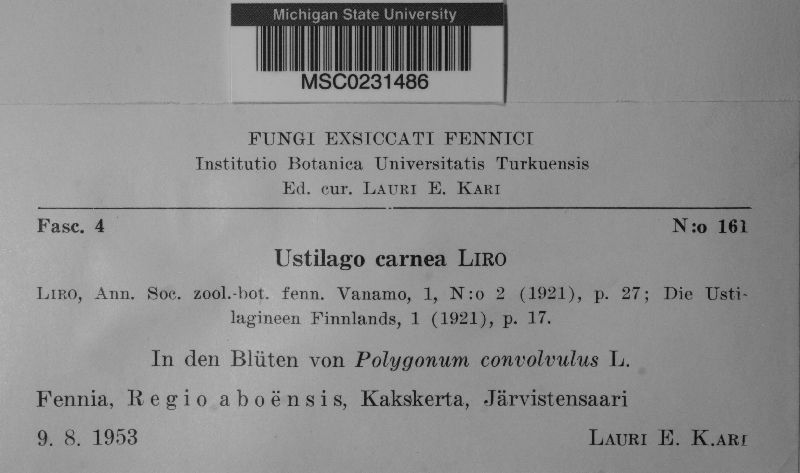 Michigan State University
MSC0231486
FUNGI EXSICCATI FENNICI
Institutio Botanica Universitatis Turkuensis
Ed. cur. LAURI E. KARI
Fasc. 4 N:o 161
Ustilago carnea LIRO
LIRO, Ann. Soc. zool.-bot. fenn. Vanamo, 1, N:o 2 (1921), p. 27; Die Usti-
lagineen Finnlands, 1 (1921), p. 17.
In den Blüten von Polygonum convolvulus L.
Fennia, Regio aboënsis, Kakskerta, Järvistensaari
9. 8. 1953 LAURI E. K.ARI